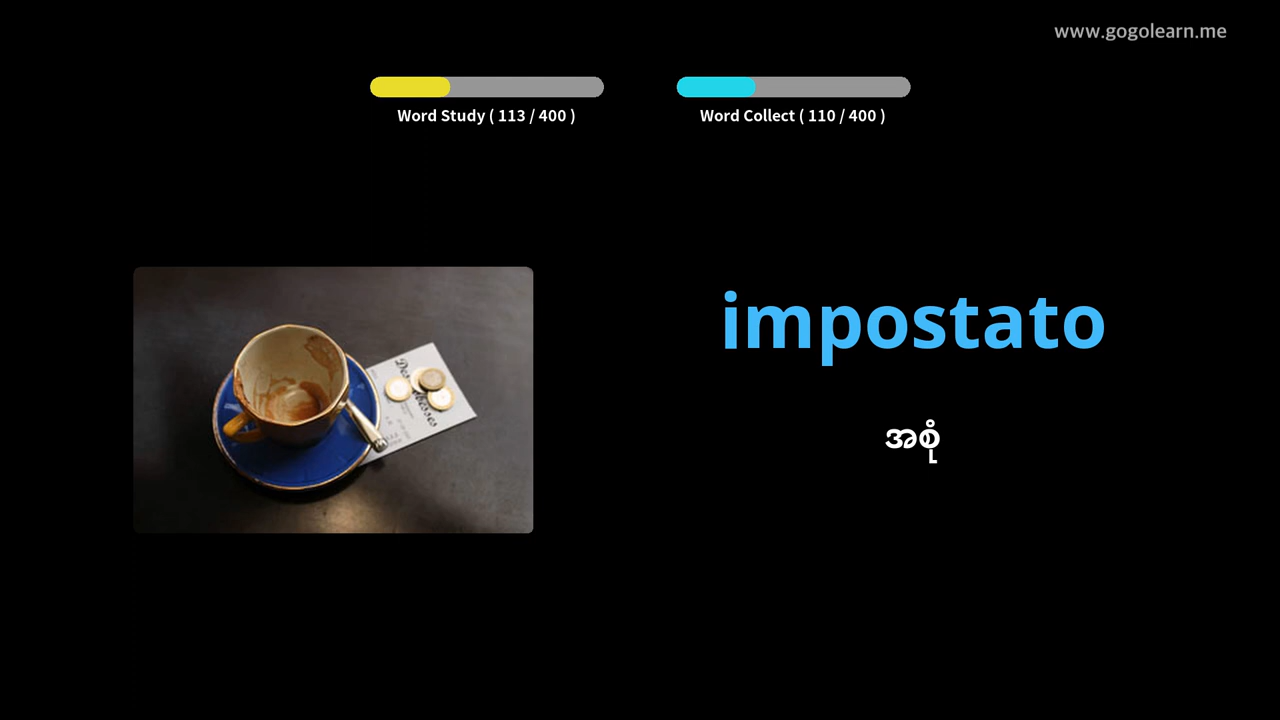 www.gogolearn.me
Word Study ( 113 / 400 )
Word Collect ( 110 / 400 )
impostato
အစုံ